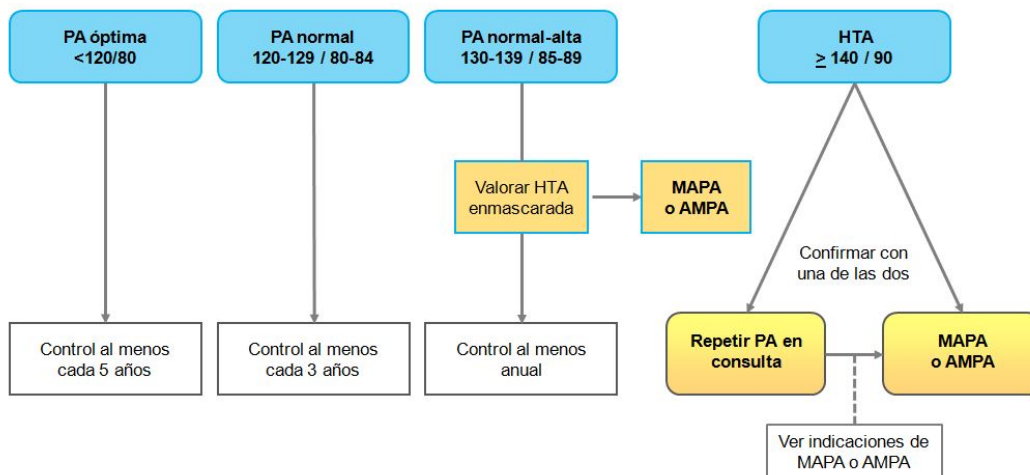 PA óptima
<120/80
PA normal
120-129 / 80-84
PA normal-alta
130-139 / 85-89
HTA
≥ 140 / 90
Valorar HTA
enmascarada
MAPA
o AMPA
Confirmar con
una de las dos
Control al menos
cada 5 años
Control al menos
cada 3 años
Control al menos
anual
Repetir PA en
consulta
MAPA
o AMPA
Ver indicaciones de
MAPA o AMPA